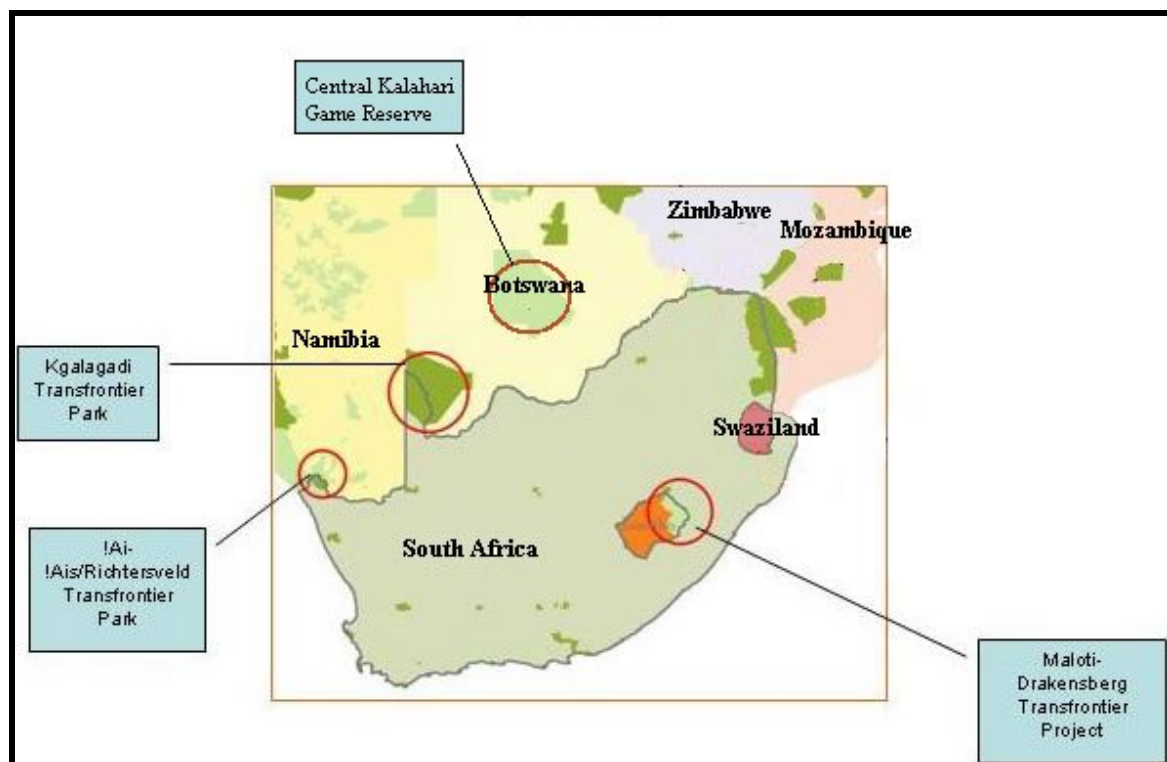 Central Kalahari
Game Reserve
Zimbabwe
Mozambique
Botswana
Namibia
Kgalagadi
Transfrontier
Park
Swaziland
South Africa
!Ai-
!Ais/Richtersveld
Transfrontier
Park
Maloti-
Drakensberg
Transfrontier
Project